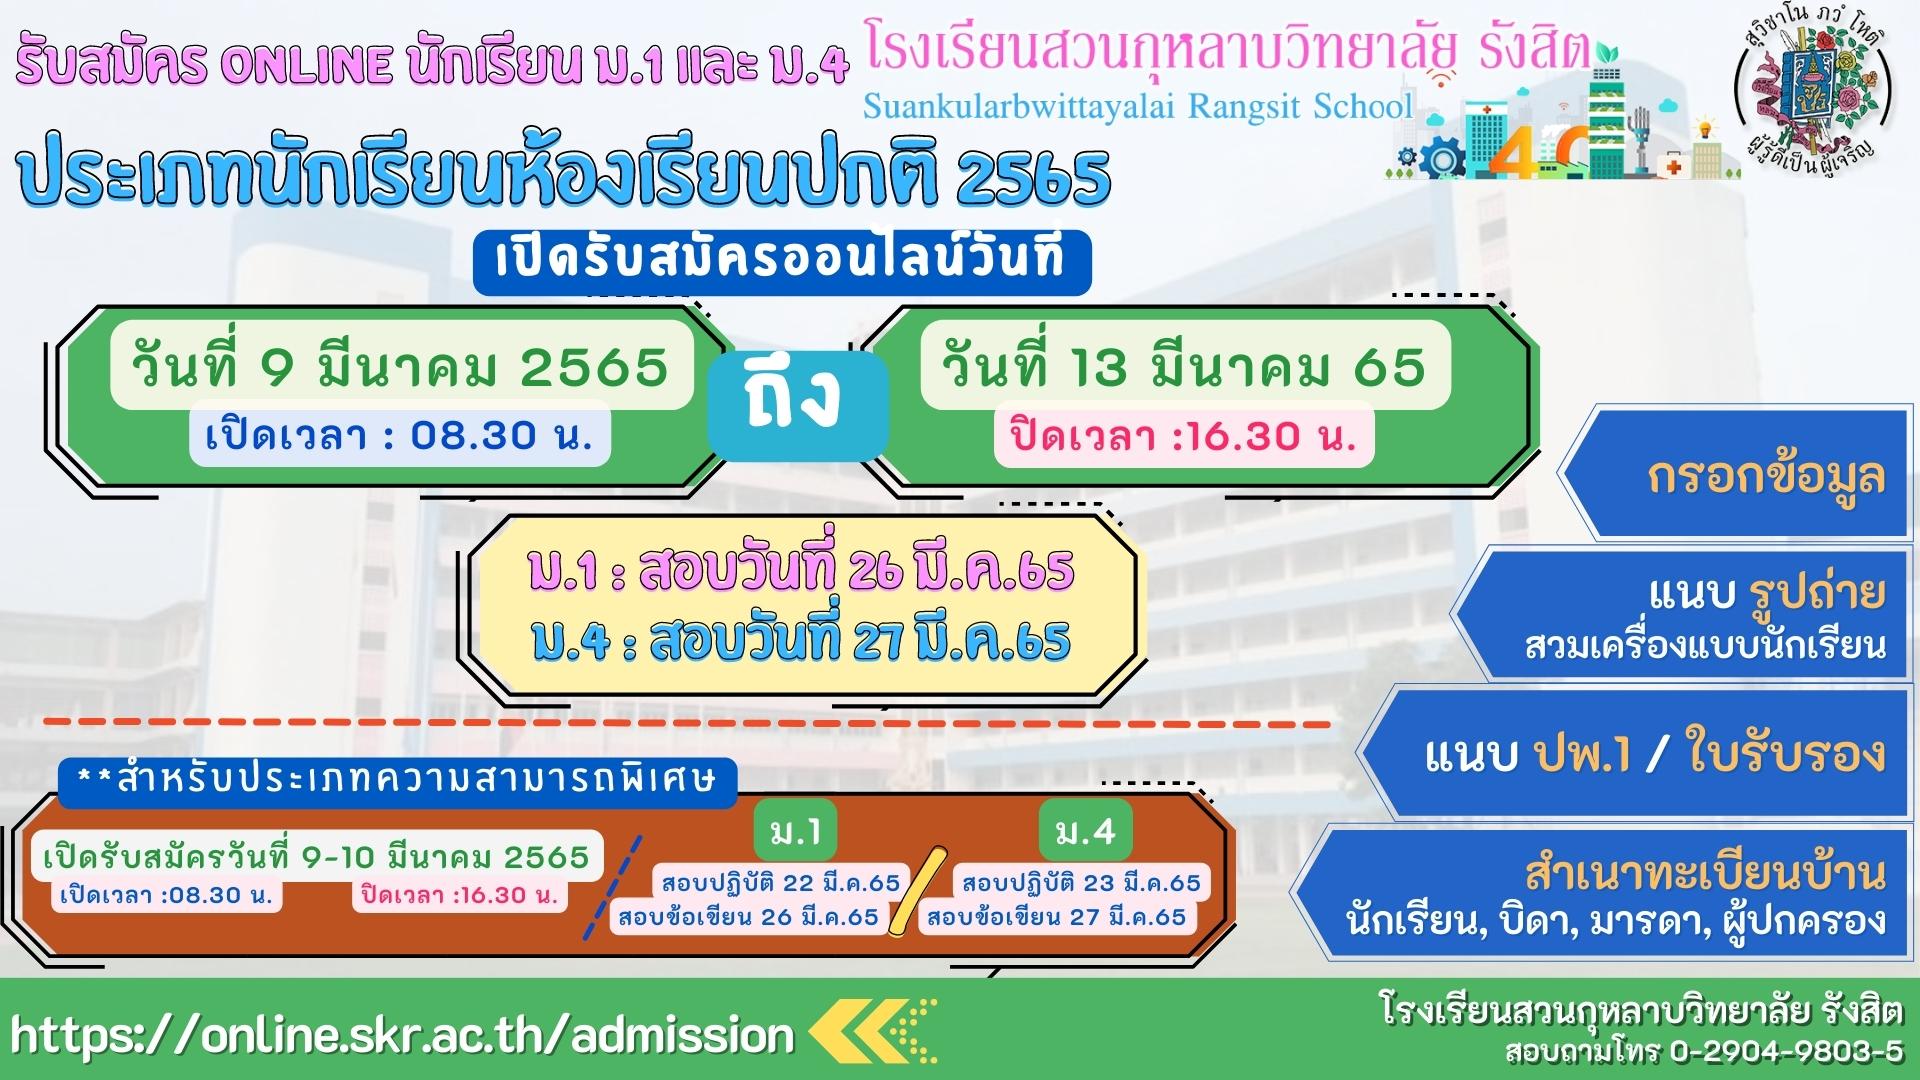 รับสมัคร ONLINE นักเรียน ม.1 และ ม.4
โรงเรียนสวนกุหลาบวิทยาลัย รังสิต
Suankularbwittayalai Rangsit School
สุวิชาโน ภวํ โหติ
ผู้รู้ดีเป็นผู้เจริญ
4.0
ประเภทนักเรียนห้องเรียนปกติ 2565
เปิดรับสมัครออนไลน์วันที่
วันที่ 9 มีนาคม 2565
เปิดเวลา : 08.30 น.
ถึง
วันที่ 13 มีนาคม 65
ปิดเวลา :16.30 น.
ม.1 : สอบวันที่ 26 มี.ค.65
ม.4 : สอบวันที่ 27 มี.ค.65
กรอกข้อมูล
แนบ รูปถ่าย
สวมเครื่องแบบนักเรียน
แนบ ปพ.1 / ใบรับรอง
สำเนาทะเบียนบ้าน
นักเรียน, บิดา, มารดา, ผู้ปกครอง
**สำหรับประเภทความสามารถพิเศษ
เปิดรับสมัครวันที่ 9-10 มีนาคม 2565
เปิดเวลา :08.30 น.
ปิดเวลา :16.30 น.
ม.1
สอบปฏิบัติ 22 มี.ค.65
สอบข้อเขียน 26 มี.ค.65
ม.4
สอบปฏิบัติ 23 มี.ค.65
สอบข้อเขียน 27 มี.ค.65
https://online.skr.ac.th/admission
โรงเรียนสวนกุหลาบวิทยาลัย รังสิต
สอบถามโทร 0-2904-9803-5